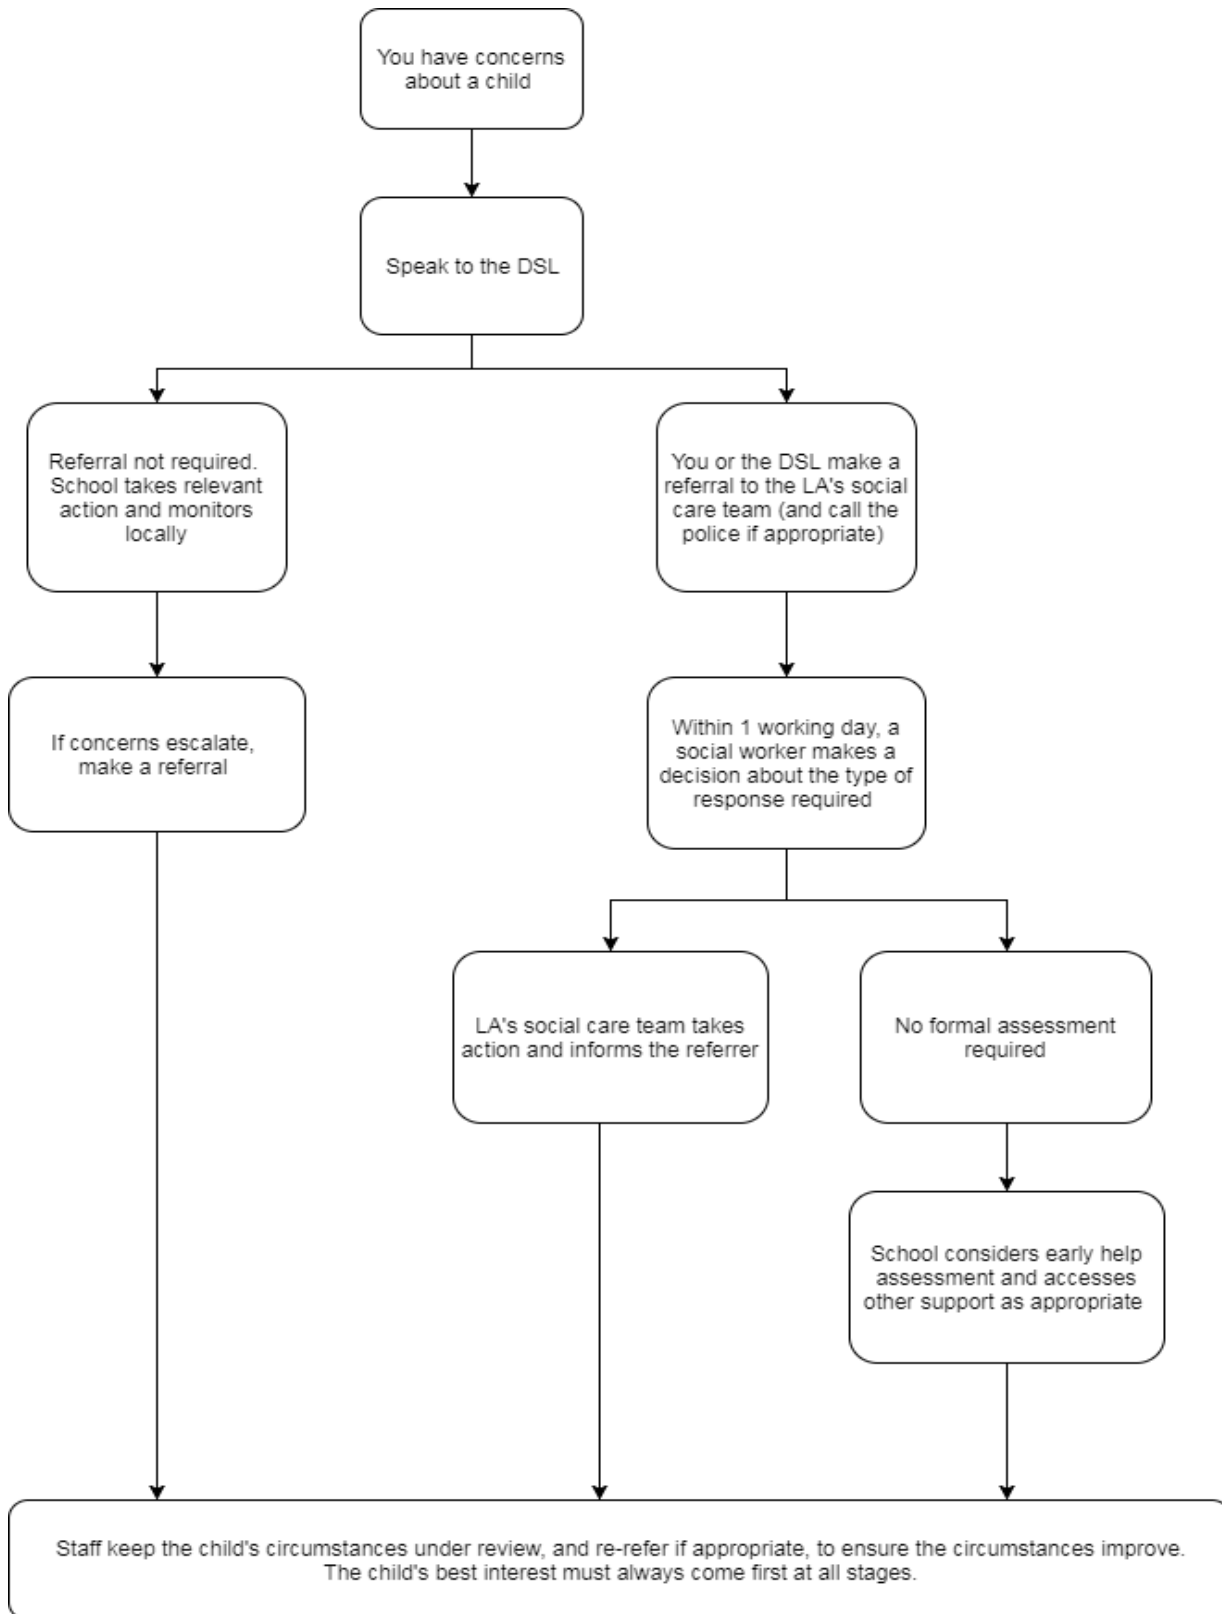 You have concerns
about a child
Speak to the DSL
Referral not required.
School takes relevant
action and monitors
locally
You or the DSL make a
referral to the LA's social
care team (and call the
police if appropriate)
If concerns escalate,
make a referral
Within 1 working day, a
social worker makes a
decision about the type of
response required
LA's social care team takes
action and informs the referrer
No formal assessment
required
School considers early help
assessment and accesses
other support as appropriate
Staff keep the child's circumstances under review, and re-refer if appropriate, to ensure the circumstances improve.
The child's best interest must always come first at all stages.